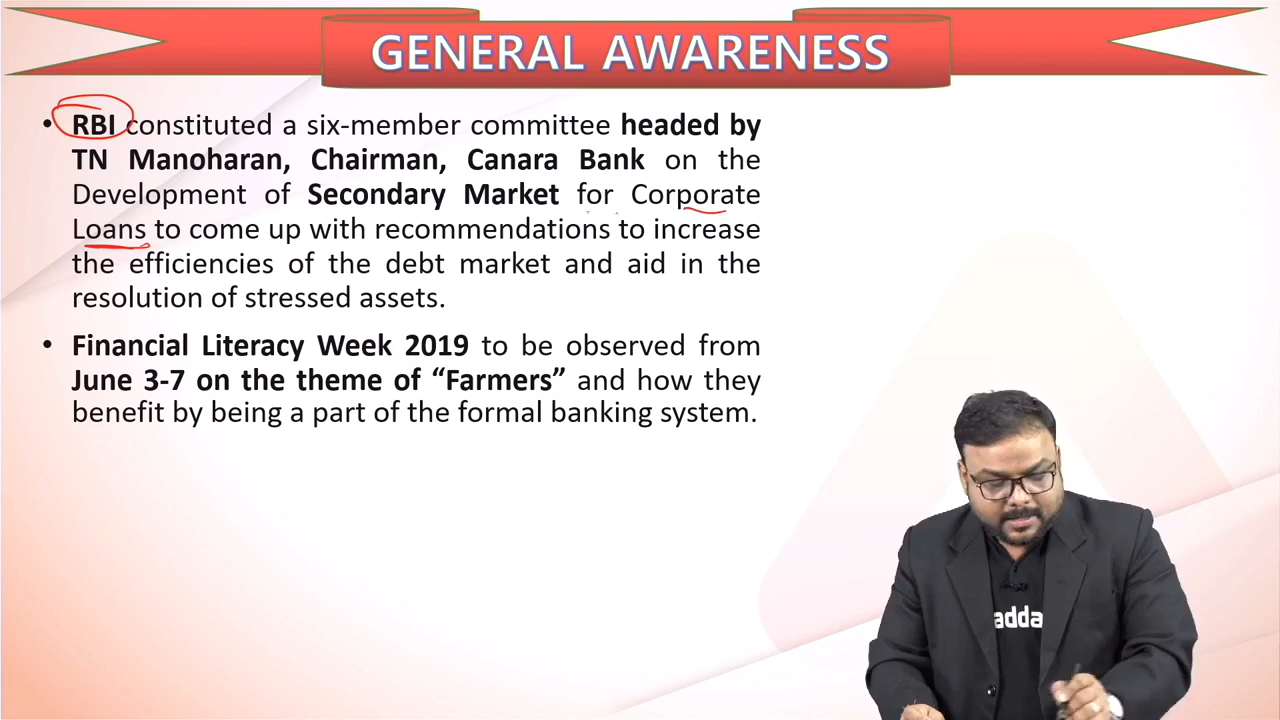 GENERAL AWARENESS
• RBI constituted a six-member committee headed by
TN Manoharan, Chairman, Canara Bank on the
Development of Secondary Market for Corporate
Loans to come up with recommendations to increase
the efficiencies of the debt market and aid in the
resolution of stressed assets.
• Financial Literacy Week 2019 to be observed from
June 3-7 on the theme of “Farmers” and how they
benefit by being a part of the formal banking system.
adda